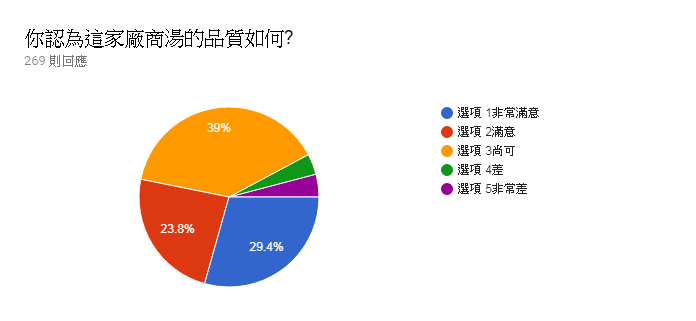 你認為這家廠商湯的品質如何?
269 則回應
39%
23.8%
29.4%
選項 1非常滿意
選項 2滿意
選項 3尚可
選項 4差
選項 5非常差